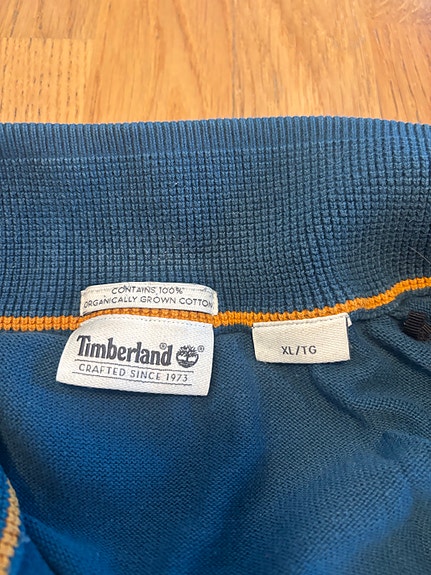 CONTAINS 100%
ORGANICALLY GROWN COTTON
Timberland®
CRAFTED SINCE 1973
XL/TG